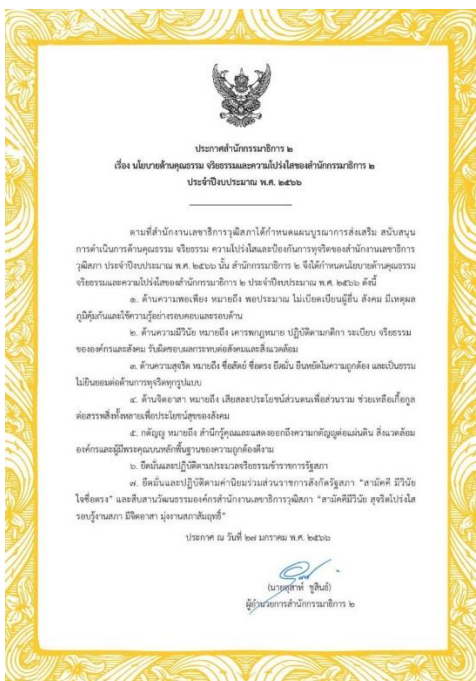 ประกาศสำนักกรรมาธิการ ๒
เรื่อง นโยบายด้านคุณธรรม จริยธรรมและความโปร่งใสของสำนักกรรมาธิการ ๒
ประจำปีงบประมาณ พ.ศ. ๒๕๖๖
ตามที่สำนักงานเลขาธิการวุฒิสภาได้กำหนดแผนบูรณาการส่งเสริม สนับสนุน
การดำเนินการด้านคุณธรรม จริยธรรม ความโปร่งใสและป้องกันการทุจริตของสำนักงานเลขาธิการ
วุฒิสภา ประจำปีงบประมาณ พ.ศ. ๒๕๖๖ นั้น สำนักกรรมาธิการ ๒ จึงได้กำหนดนโยบายด้านคุณธรรม
จริยธรรมและความโปร่งใสของสำนักกรรมาธิการ ๒ ประจำปีงบประมาณ พ.ศ. ๒๕๖๖ ดังนี้
๑. ด้านความพอเพียง หมายถึง พอประมาณ ไม่เบียดเบียนผู้อื่น สังคม มีเหตุผล
ภูมิคุ้มกันและใช้ความรู้อย่างรอบคอบและรอบด้าน
๒. ด้านความมีวินัย หมายถึง เคารพกฎหมาย ปฏิบัติตามกติกา ระเบียบ จริยธรรม
ขององค์กรและสังคม รับผิดชอบผลกระทบต่อสังคมและสิ่งแวดล้อม
๓. ด้านความสุจริต หมายถึง ซื่อสัตย์ ซื่อตรง ยึดมั่น ยืนหยัดในความถูกต้อง และเป็นธรรม
ไม่ยินยอมต่อด้านการทุจริตทุกรูปแบบ
๔. ด้านจิตอาสา หมายถึง เสียสละประโยชน์ส่วนตนเพื่อส่วนรวม ช่วยเหลือเกื้อกูล
ต่อสรรพสิ่งทั้งหลายเพื่อประโยชน์สุขของสังคม
๕. กตัญญู หมายถึง สำนึกรู้คุณและแสดงออกถึงความกตัญญูต่อแผ่นดิน สิ่งแวดล้อม
องค์กรและผู้มีพระคุณบนหลักพื้นฐานของความถูกต้องดีงาม
๖. ยึดมั่นและปฏิบัติตามประมวลจริยธรรมข้าราชการรัฐสภา
๗. ยึดมั่นและปฏิบัติตามค่านิยมร่วมส่วนราชการสังกัดรัฐสภา “สามัคคี มีวินัย
ใจซื่อตรง” และสืบสานวัฒนธรรมองค์กรสำนักงานเลขาธิการวุฒิสภา “สามัคคีมีวินัย สุจริตโปร่งใส
รอบรู้งานสภา มีจิตอาสา มุ่งงานสภาสัมฤทธิ์”
ประกาศ ณ วันที่ ๒๗ มกราคม พ.ศ. ๒๕๖๖
ชูสินธ์)
ผู้อำนวยการสำนักกรรมาธิการ ๒